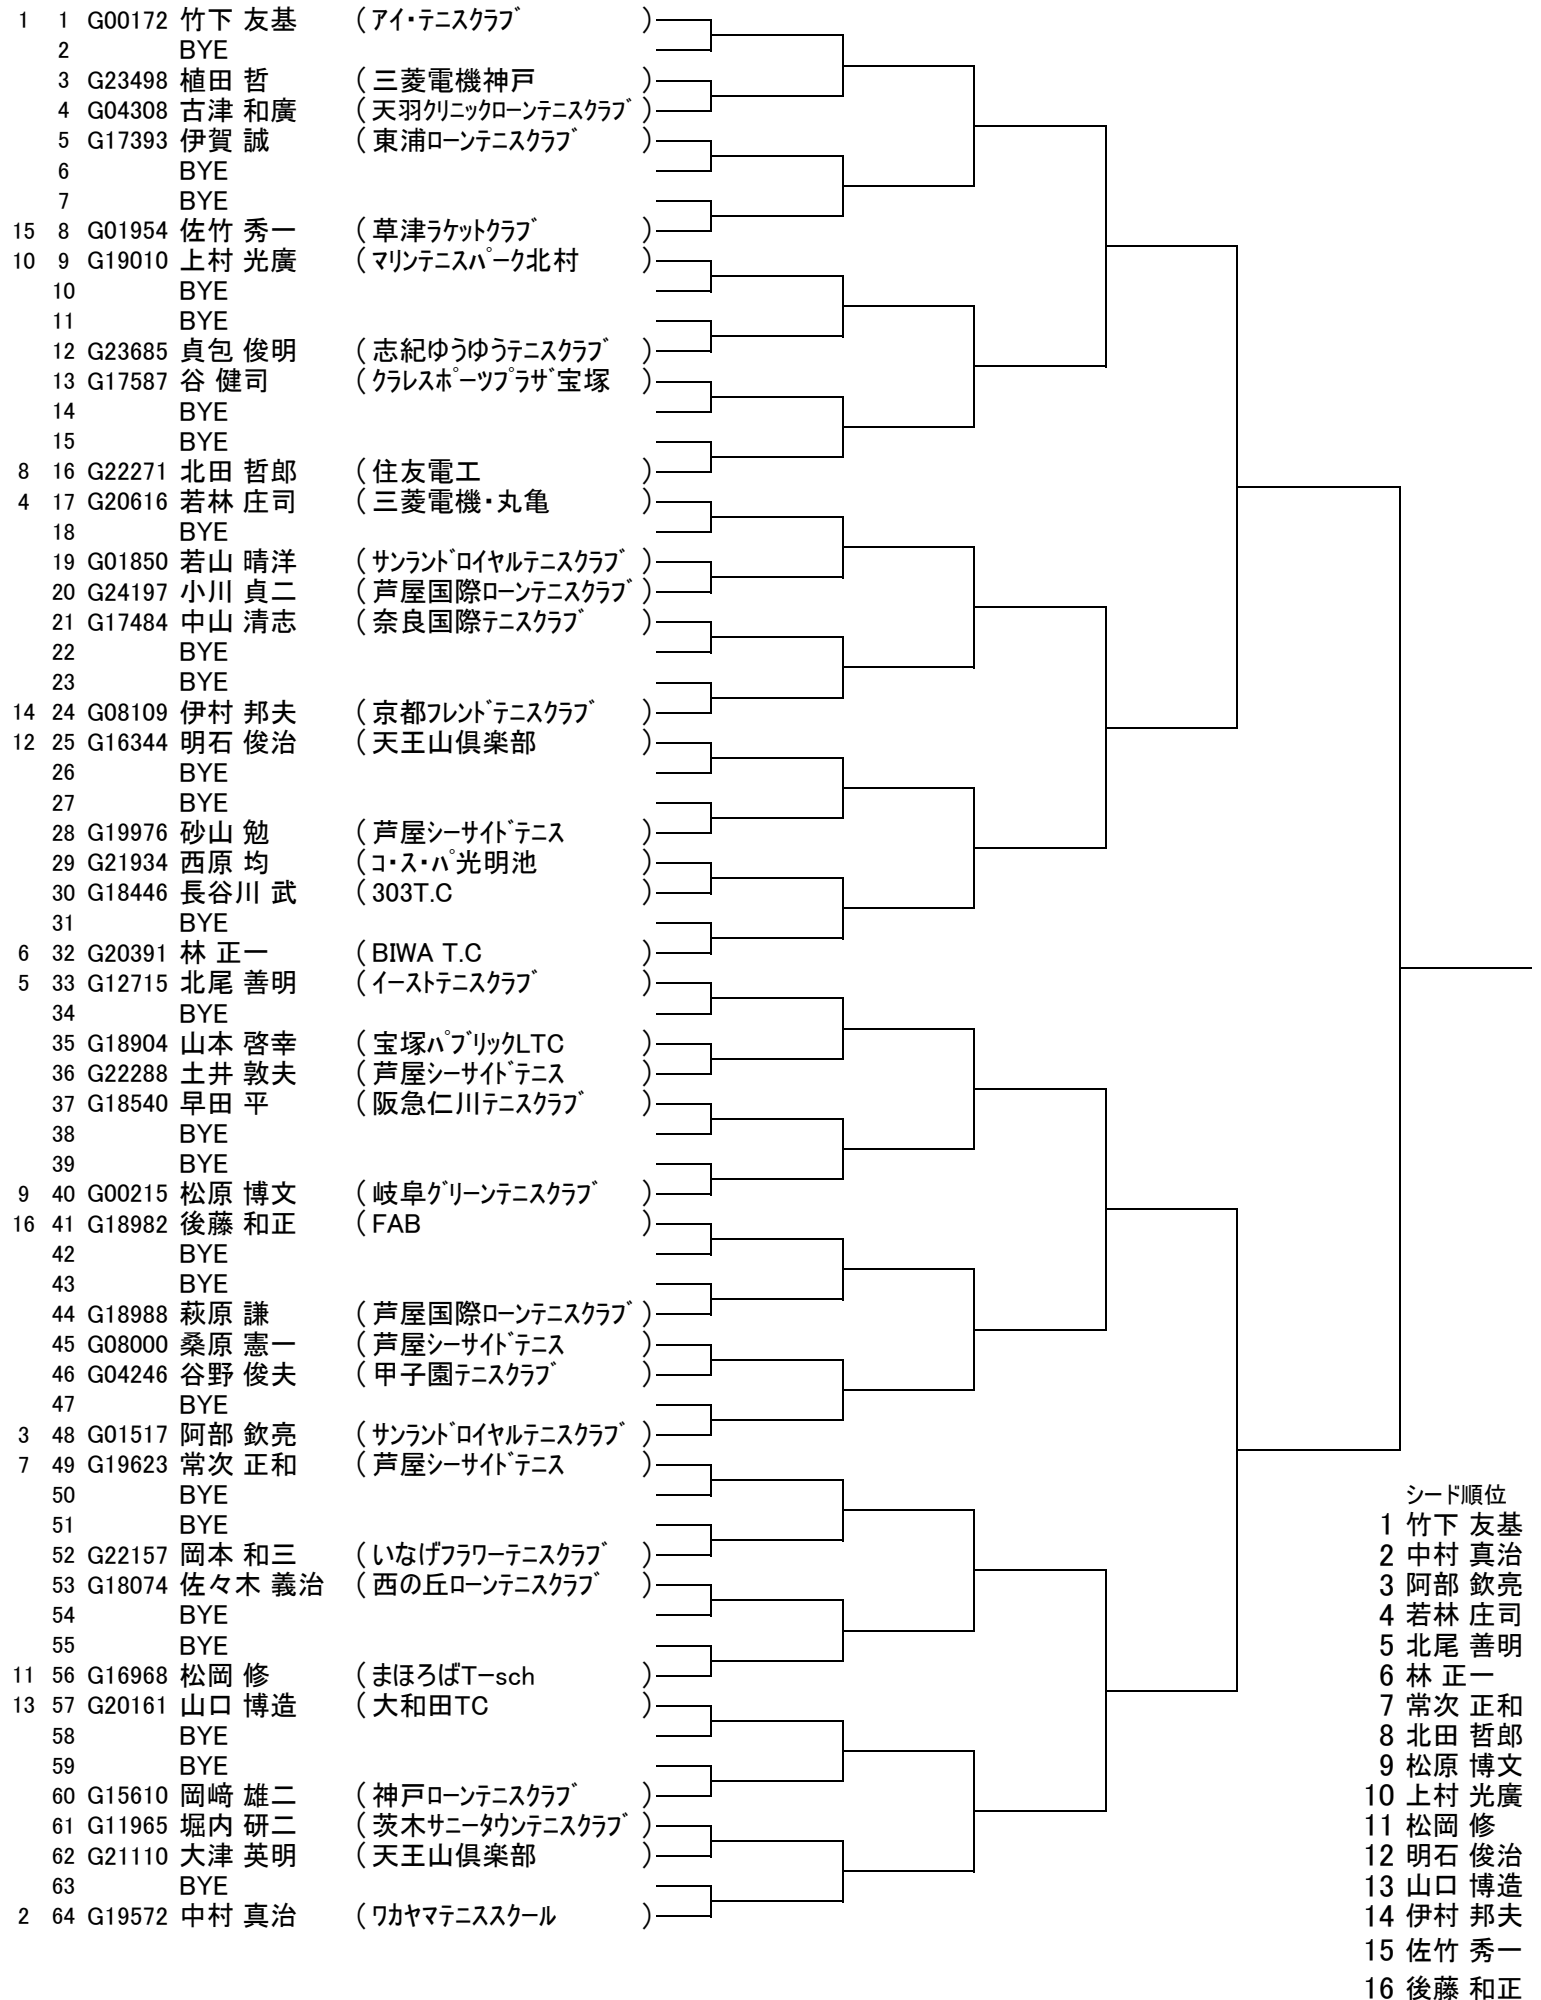 1 1 G00172 竹下 友基 ( アイ・テニスクラブ )
2 BYE
3 G23498 植田 哲 ( 三菱電機神戸 )
4 G04308 古津 和廣 ( 天羽クリニックローンテニスクラブ )
5 G17393 伊賀 誠 ( 東浦ローンテニスクラブ )
6 BYE
7 BYE
15 8 G01954 佐竹 秀一 ( 草津ラケットクラブ )
10 9 G19010 上村 光廣 ( マリンテニスパーク北村 )
10 BYE
11 BYE
12 G23685 貞包 俊明 ( 志紀ゆうゆうテニスクラブ )
13 G17587 谷 健司 ( クラレスポーツプラザ宝塚 )
14 BYE
15 BYE
8 16 G22271 北田 哲郎 ( 住友電工 )
4 17 G20616 若林 庄司 ( 三菱電機・丸亀 )
18 BYE
19 G01850 若山 晴洋 ( サンランドロイヤルテニスクラブ )
20 G24197 小川 貞二 ( 芦屋国際ローンテニスクラブ )
21 G17484 中山 清志 ( 奈良国際テニスクラブ )
22 BYE
23 BYE
14 24 G08109 伊村 邦夫 ( 京都フレンドテニスクラブ )
12 25 G16344 明石 俊治 ( 天王山倶楽部 )
26 BYE
27 BYE
28 G19976 砂山 勉 ( 芦屋シーサイドテニス )
29 G21934 西原 均 ( コ・ス・パ光明池 )
30 G18446 長谷川 武 ( 303T.C )
31 BYE
6 32 G20391 林 正一 ( BIWA T.C )
5 33 G12715 北尾 善明 ( イーストテニスクラブ )
34 BYE
35 G18904 山本 啓幸 ( 宝塚パブリックLTC )
36 G22288 土井 敦夫 ( 芦屋シーサイドテニス )
37 G18540 早田 平 ( 阪急仁川テニスクラブ )
38 BYE
39 BYE
9 40 G00215 松原 博文 ( 岐阜グリーンテニスクラブ )
16 41 G18982 後藤 和正 ( FAB )
42 BYE
43 BYE
44 G18988 萩原 謙 ( 芦屋国際ローンテニスクラブ )
45 G08000 桑原 憲一 ( 芦屋シーサイドテニス )
46 G04246 谷野 俊夫 ( 甲子園テニスクラブ )
47 BYE
3 48 G01517 阿部 欽亮 ( サンランドロイヤルテニスクラブ )
7 49 G19623 常次 正和 ( 芦屋シーサイドテニス )
50 BYE
51 BYE
52 G22157 岡本 和三 ( いなげフラワーテニスクラブ )
53 G18074 佐々木 義治 ( 西の丘ローンテニスクラブ )
54 BYE
55 BYE
11 56 G16968 松岡 修 ( まほろばTーsch )
13 57 G20161 山口 博造 ( 大和田TC )
58 BYE
59 BYE
60 G15610 岡﨑 雄二 ( 神戸ローンテニスクラブ )
61 G11965 堀内 研二 ( 茨木サニータウンテニスクラブ )
62 G21110 大津 英明 ( 天王山倶楽部 )
63 BYE
2 64 G19572 中村 真治 ( ワカヤマテニススクール )
シード順位
1 竹下 友基
2 中村 真治
3 阿部 欽亮
4 若林 庄司
5 北尾 善明
6 林 正一
7 常次 正和
8 北田 哲郎
9 松原 博文
10 上村 光廣
11 松岡 修
12 明石 俊治
13 山口 博造
14 伊村 邦夫
15 佐竹 秀一
16 後藤 和正